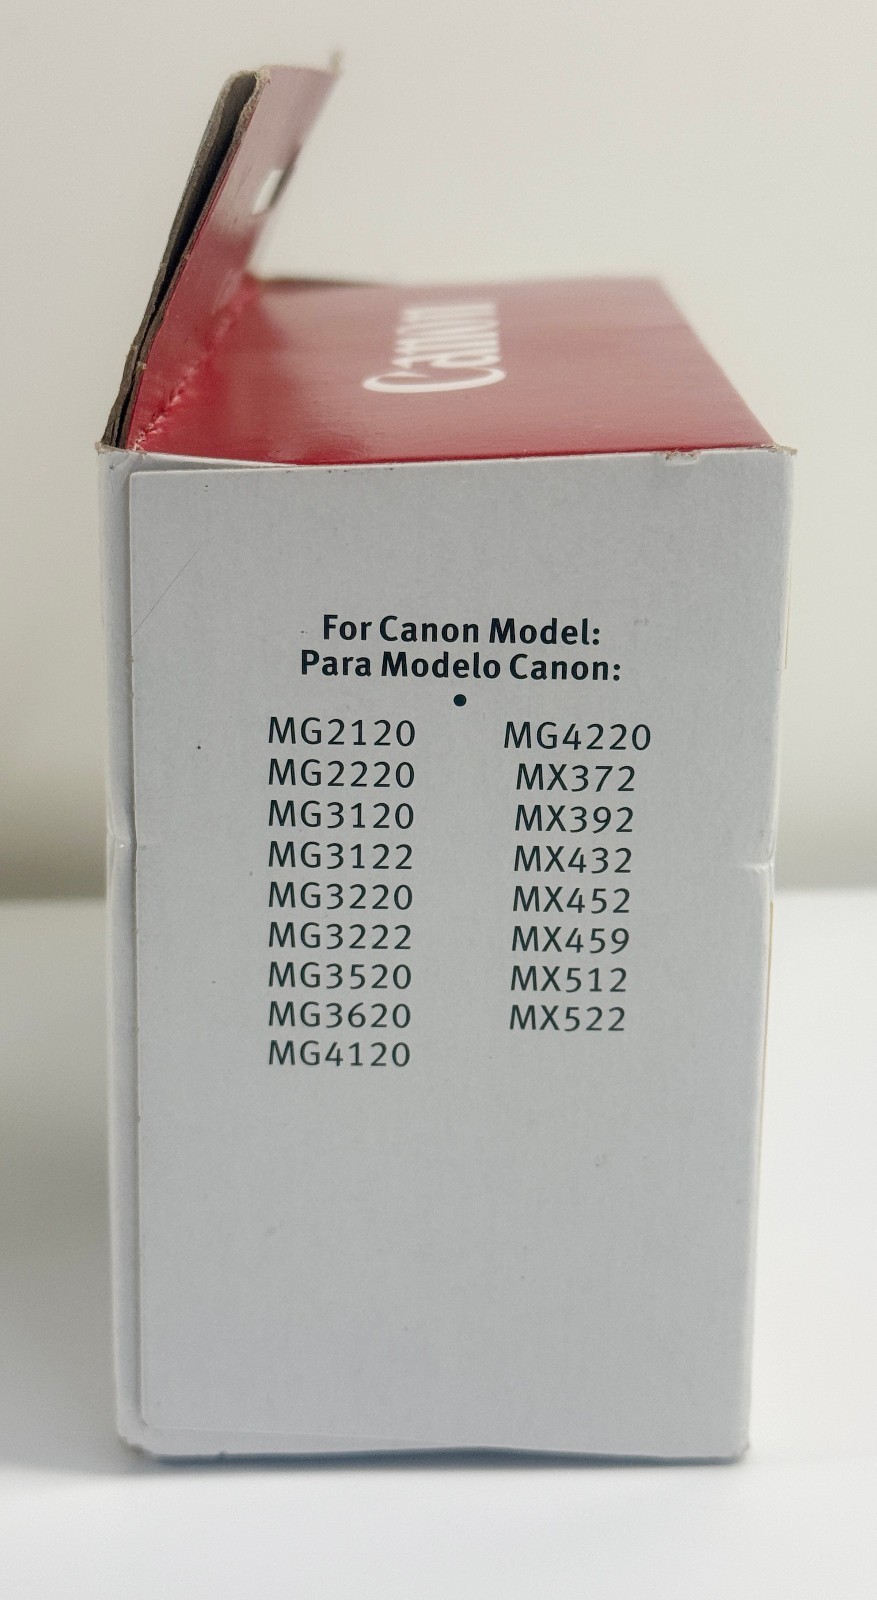 Canon
For Canon Model:
Para Modelo Canon:
•
MG2120
MG2220
MG3120
MG3122
MG3220
MG3222
MG3520
MG3620
MG4120
MG4220
MX372
MX392
MX432
MX452
MX459
MX512
MX522